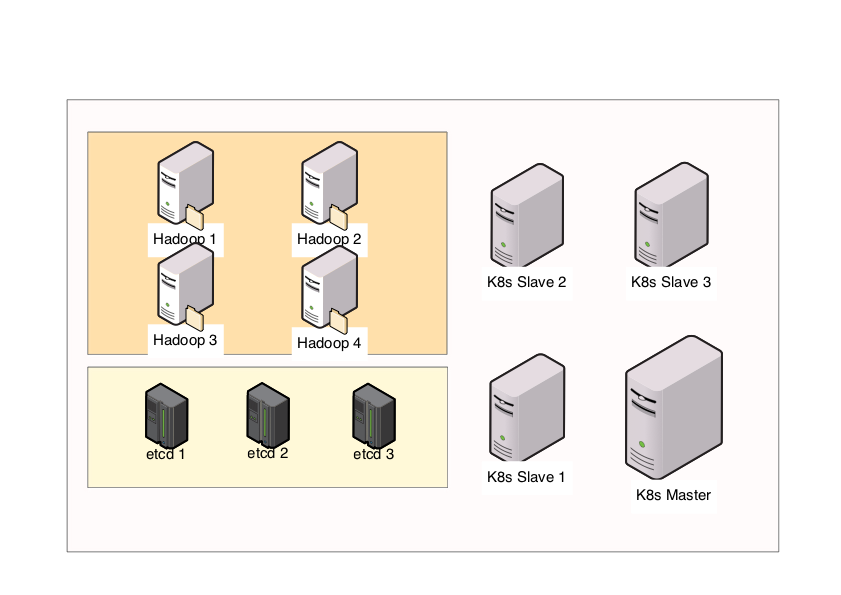 Hadoop 1
Hadoop 2
Hadoop 3
Hadoop 4
etcd 1
etcd 2
etcd 3
K8s Slave 2
K8s Slave 3
K8s Slave 1
K8s Master